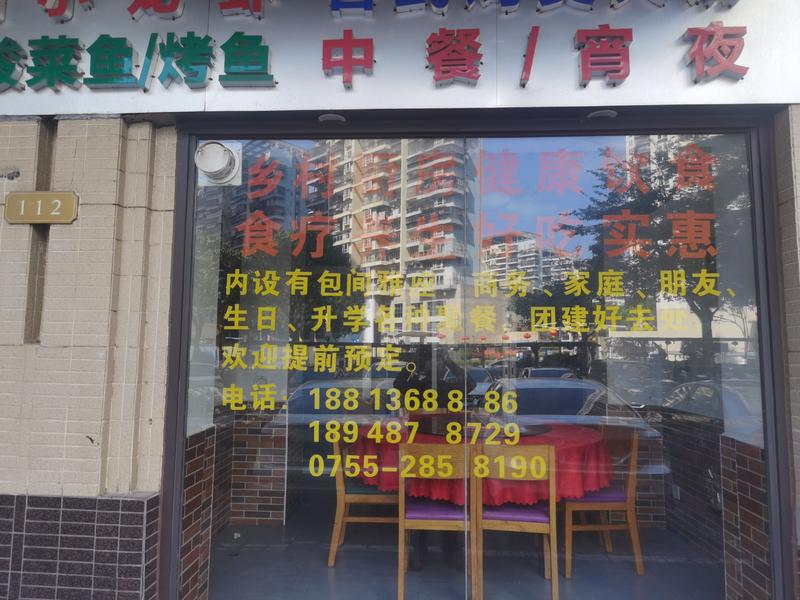 小龙虾
酸菜鱼/烤鱼 中餐/宵夜
112
乡村 健康饮食
食疗养生 好吃实惠
内设有包间雅座 商务、家庭、朋友、
生日、升学各种聚餐，团建好去处，
欢迎提前预定。
电话：188 1368 8 86
189 487 8729
0755-285 8190